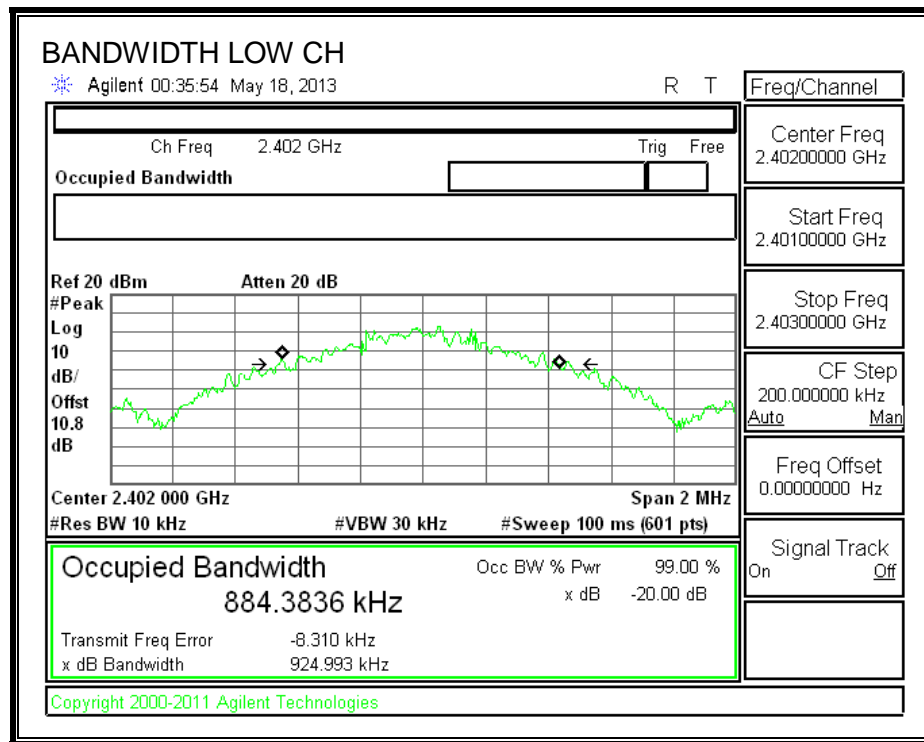 BANDWIDTH LOW CH
Agilent 00:35:54 May 18, 2013 R T
Ch Freq 2.402 GHz Trig Free
Occupied Bandwidth
Ref 20 dBm Atten 20 dB
#Peak
Log
10
dB/
Offst
10.8
dB
Center 2.402 000 GHz Span 2 MHz
#Res BW 10 kHz #VBW 30 kHz #Sweep 100 ms (601 pts)
Occupied Bandwidth
884.3836 kHz
Occ BW % Pwr 99.00 %
x dB -20.00 dB
Transmit Freq Error -8.310 kHz
x dB Bandwidth 924.993 kHz
Copyright 2000-2011 Agilent Technologies
Freq/Channel
Center Freq
2.40200000 GHz
Start Freq
2.40100000 GHz
Stop Freq
2.40300000 GHz
CF Step
200.000000 kHz
Auto Man
Freq Offset
0.00000000 Hz
Signal Track
On Off